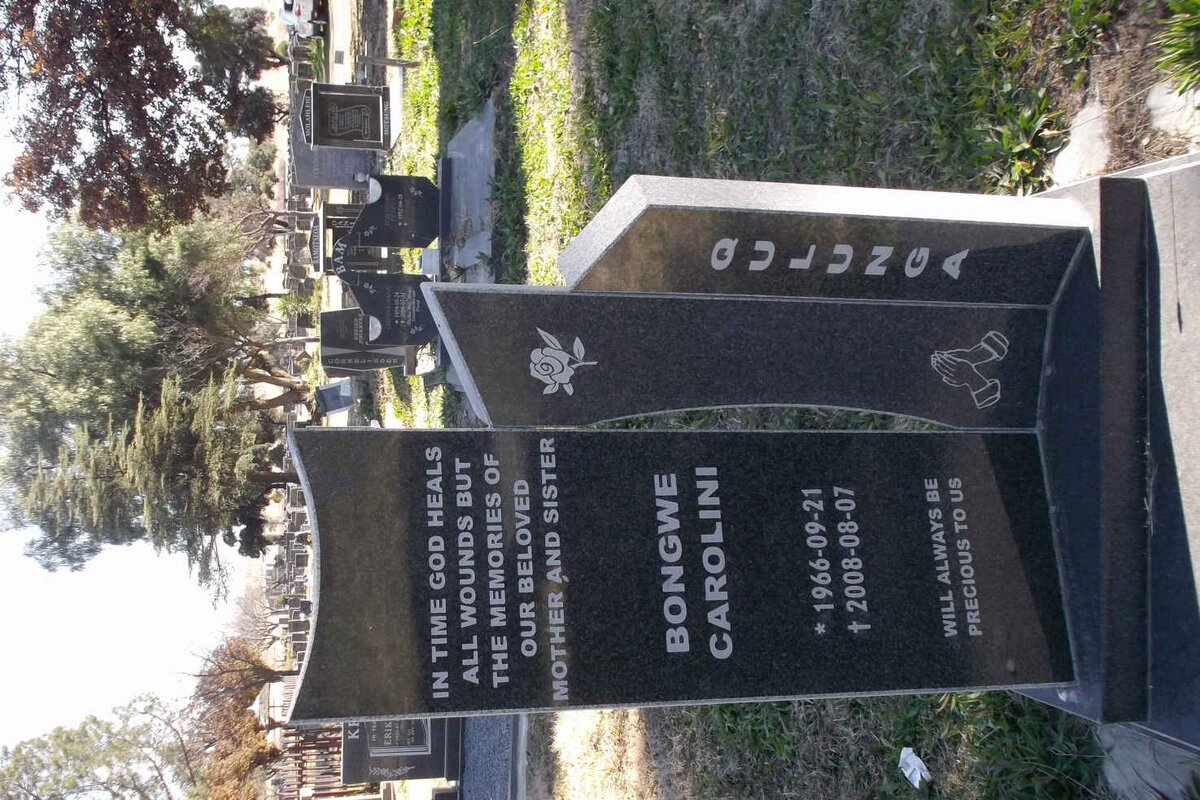 QULUNGA
IN TIME GOD HEALS
ALL WOUNDS BUT
THE MEMORIES OF
OUR BELOVED
MOTHER AND SISTER
BONGWE
CAROLINI
* 1966-09-21
† 2008-08-07
WILL ALWAYS BE
PRECIOUS TO US
BAM